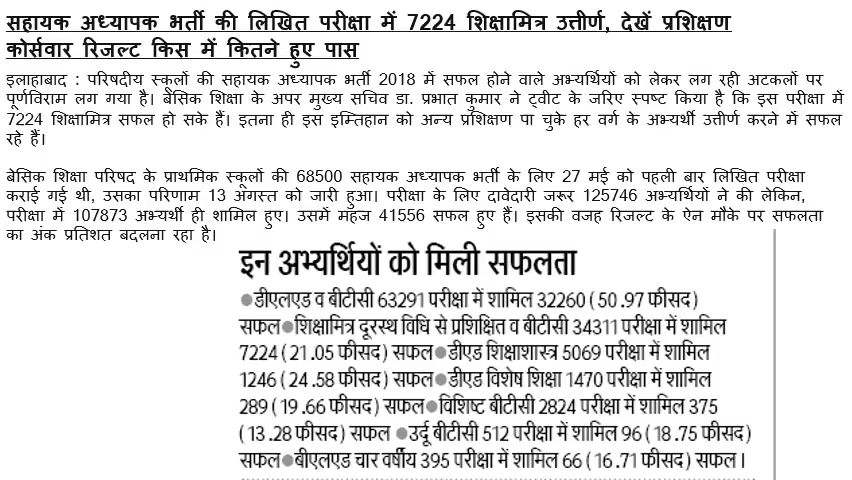 सहायक अध्यापक भर्ती की लिखित परीक्षा में 7224 शिक्षामित्र उत्तीर्ण, देखें प्रशिक्षण
कोर्सवार रिजल्ट किस में कितने हुए पास
इलाहाबाद : परिषदीय स्कूलों की सहायक अध्यापक भर्ती 2018 में सफल होने वाले अभ्यर्थियों को लेकर लग रही अटकलों पर
पूर्णविराम लग गया है। बेसिक शिक्षा के अपर मुख्य सचिव डा. प्रभात कुमार ने ट्वीट के जरिए स्पष्ट किया है कि इस परीक्षा में
7224 शिक्षामित्र सफल हो सके हैं। इतना ही इस इम्तिहान को अन्य प्रशिक्षण पा चुके हर वर्ग के अभ्यर्थी उत्तीर्ण करने में सफल
रहे हैं।
बेसिक शिक्षा परिषद के प्राथमिक स्कूलों की 68500 सहायक अध्यापक भर्ती के लिए 27 मई को पहली बार लिखित परीक्षा
कराई गई थी, उसका परिणाम 13 अगस्त को जारी हुआ। परीक्षा के लिए दावेदारी जरूर 125746 अभ्यर्थियों ने की लेकिन,
परीक्षा में 107873 अभ्यर्थी ही शामिल हुए। उसमें महज 41556 सफल हुए हैं। इसकी वजह रिजल्ट के ऐन मौके पर सफलता
का अंक प्रतिशत बदलना रहा है।
इन अभ्यर्थियों को मिली सफलता
●डीएलएड व बीटीसी 63291 परीक्षा में शामिल 32260 ( 50 .97 फीसद )
सफल●शिक्षामित्र दूरस्थ विधि से प्रशिक्षित व बीटीसी 34311 परीक्षा में शामिल
7224 ( 21 .05 फीसद ) सफल●डीएड शिक्षाशास्त्र 5069 परीक्षा में शामिल
1246 ( 24 .58 फीसद ) सफल●डीएड विशेष शिक्षा 1470 परीक्षा में शामिल
289 ( 19 .66 फीसद ) सफल●विशिष्ट बीटीसी 2824 परीक्षा में शामिल 375
( 13 .28 फीसद ) सफल ●उर्दू बीटीसी 512 परीक्षा में शामिल 96 ( 18 .75 फीसद )
सफल●बीएलएड चार वर्षीय 395 परीक्षा में शामिल 66 ( 16 .71 फीसद ) सफल ।